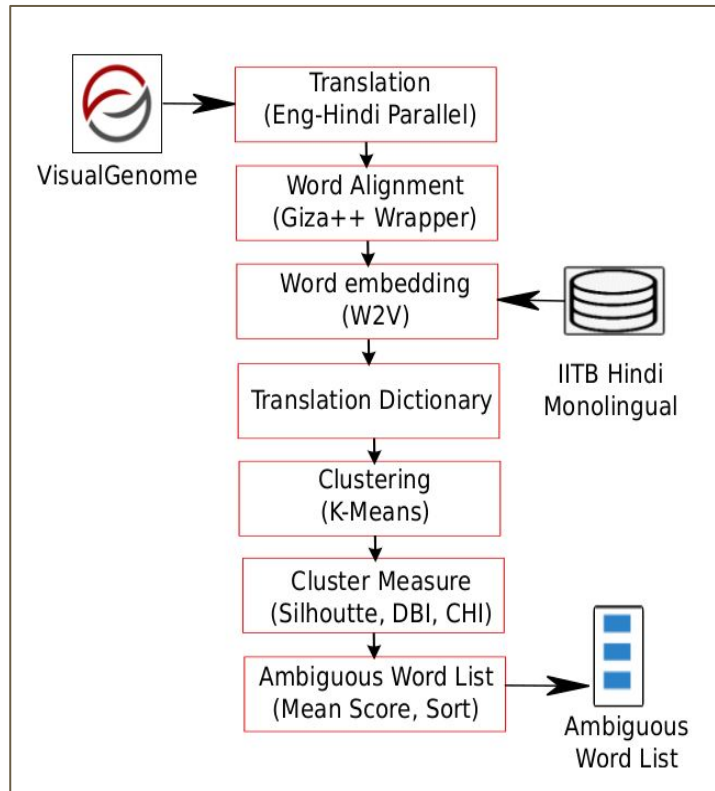 VisualGenome
Translation
(Eng-Hindi Parallel)
Word Alignment
(Giza++ Wrapper)
Word embedding
(W2V)
IITB Hindi
Monolingual
Translation Dictionary
Clustering
(K-Means)
Cluster Measure
(Silhoutte, DBI, CHI)
Ambiguous Word List
(Mean Score, Sort)
Ambiguous
Word List